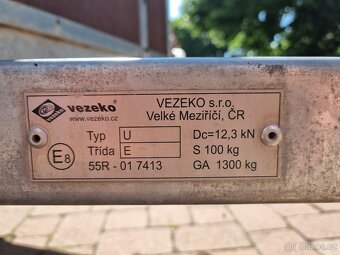 vezeko
www.vezeko.cz
VEZEKO s.r.o.
Velké Meziříčí, ČR
Typ U
Dc=12,3 kN
E8
Třída E
S 100 kg
55R - 01 7413
GA 1300 kg